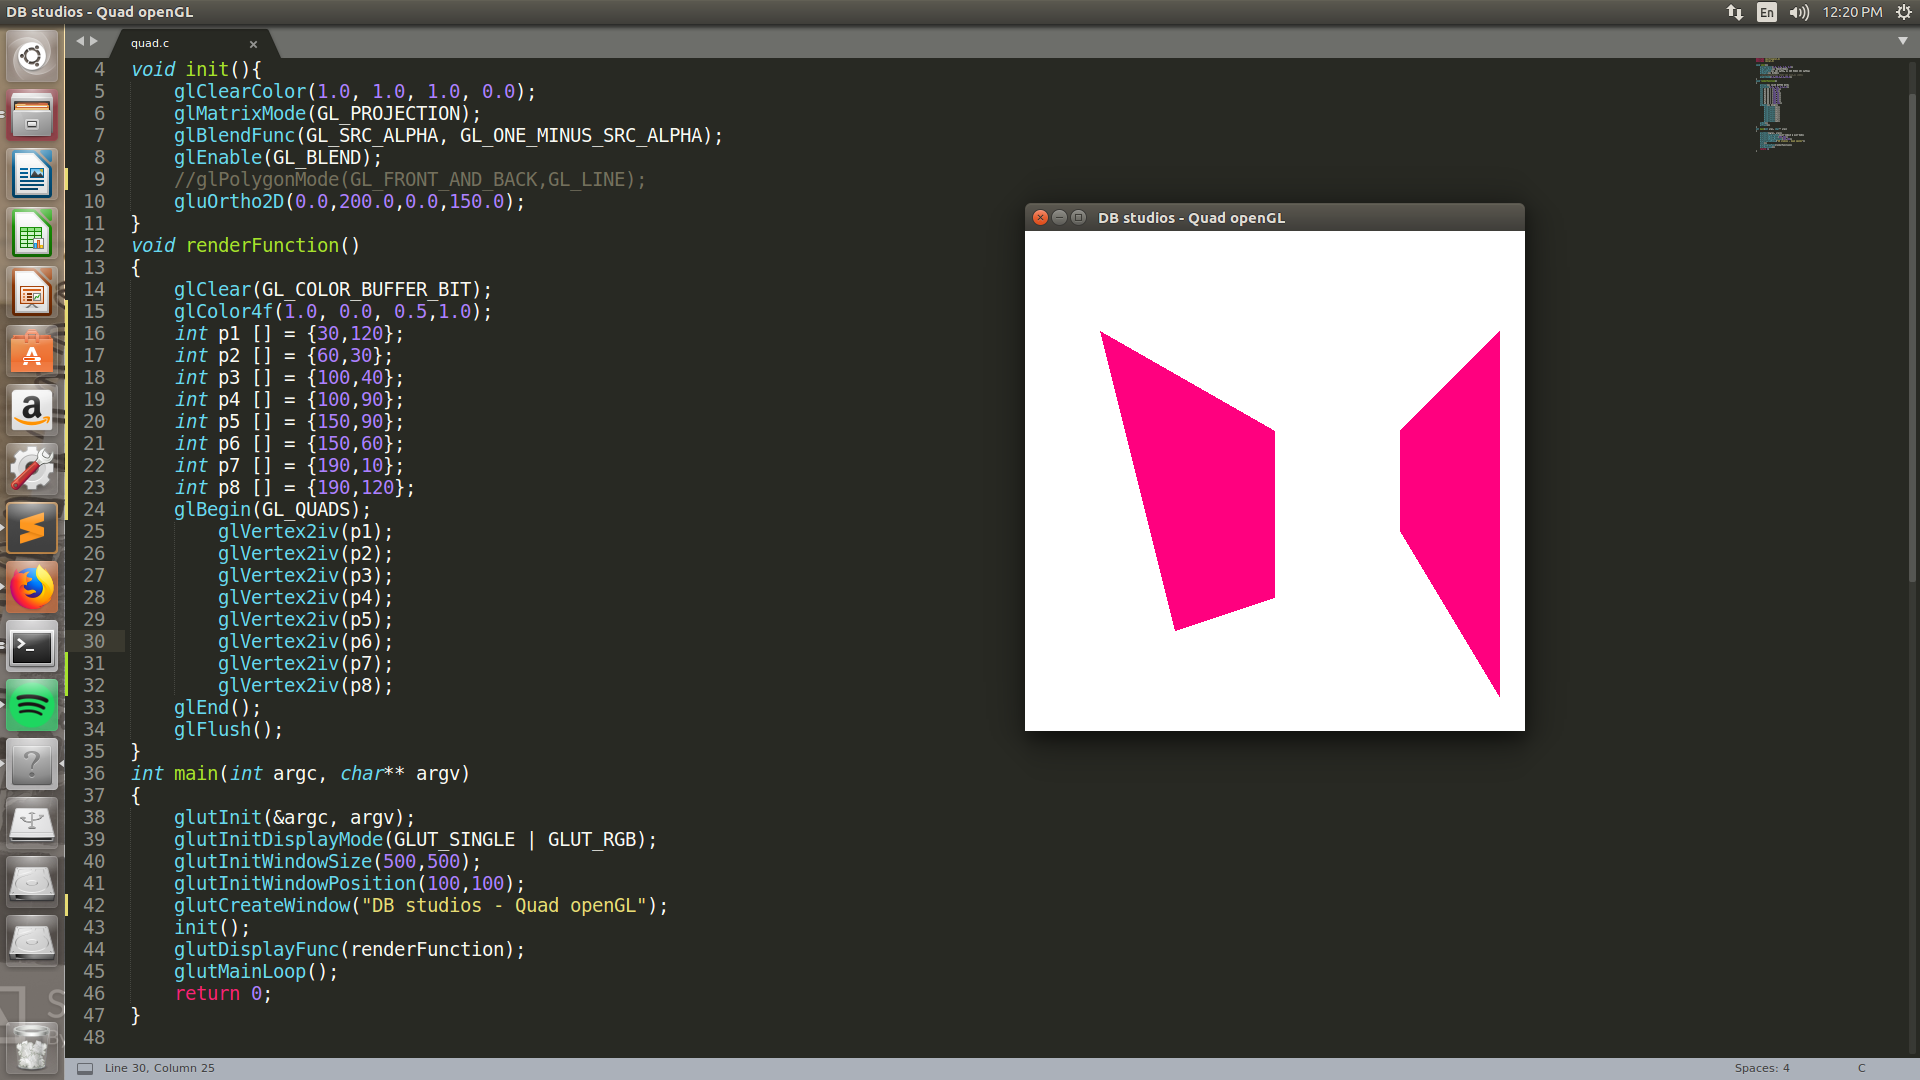 DB studios - Quad openGL
En
12:20 PM
quad.c
4 void init(){
5 glClearColor(1.0, 1.0, 1.0, 0.0);
6 glMatrixMode(GL_PROJECTION);
7 glBlendFunc(GL_SRC_ALPHA, GL_ONE_MINUS_SRC_ALPHA);
8 glEnable(GL_BLEND);
9 //glPolygonMode(GL_FRONT_AND_BACK,GL_LINE);
10 gluOrtho2D(0.0,200.0,0.0,150.0);
11 }
12 void renderFunction()
13 {
14 glClear(GL_COLOR_BUFFER_BIT);
15 glColor4f(1.0, 0.0, 0.5,1.0);
16 int p1 [] = {30,120};
17 int p2 [] = {60,30};
18 int p3 [] = {100,40};
19 int p4 [] = {100,90};
20 int p5 [] = {150,90};
21 int p6 [] = {150,60};
22 int p7 [] = {190,10};
23 int p8 [] = {190,120};
24 glBegin(GL_QUADS);
25 glVertex2iv(p1);
26 glVertex2iv(p2);
27 glVertex2iv(p3);
28 glVertex2iv(p4);
29 glVertex2iv(p5);
30 glVertex2iv(p6);
31 glVertex2iv(p7);
32 glVertex2iv(p8);
33 glEnd();
34 glFlush();
35 }
36 int main(int argc, char** argv)
37 {
38 glutInit(&argc, argv);
39 glutInitDisplayMode(GLUT_SINGLE | GLUT_RGB);
40 glutInitWindowSize(500,500);
41 glutInitWindowPosition(100,100);
42 glutCreateWindow("DB studios - Quad openGL");
43 init();
44 glutDisplayFunc(renderFunction);
45 glutMainLoop();
46 return 0;
47 }
48
DB studios - Quad openGL
Line 30, Column 25
Spaces: 4
C